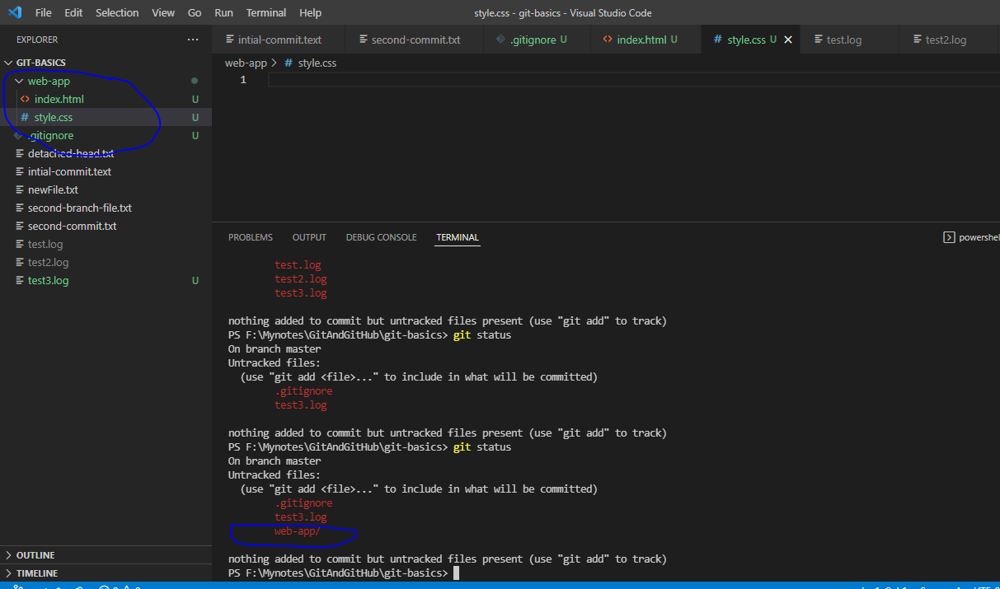 File Edit Selection View Go Run Terminal Help
style.css - git-basics - Visual Studio Code
EXPLORER
GIT-BASICS
web-app
index.html U
style.css U
.gitignore U
detached-head.txt
intial-commit.text
newFile.txt
second-branch-file.txt
second-commit.txt
test.log
test2.log
test3.log U
OUTLINE
TIMELINE
intial-commit.text second-commit.txt .gitignore U index.html U style.css U test.log test2.log
web-app > # style.css
1
PROBLEMS OUTPUT DEBUG CONSOLE TERMINAL
test.log
test2.log
test3.log
nothing added to commit but untracked files present (use "git add" to track)
PS F:\Mynotes\GitAndGitHub\git-basics> git status
On branch master
Untracked files:
(use "git add <file>..." to include in what will be committed)
.gitignore
test3.log
nothing added to commit but untracked files present (use "git add" to track)
PS F:\Mynotes\GitAndGitHub\git-basics> git status
On branch master
Untracked files:
(use "git add <file>..." to include in what will be committed)
.gitignore
test3.log
web-app/
nothing added to commit but untracked files present (use "git add" to track)
PS F:\Mynotes\GitAndGitHub\git-basics>